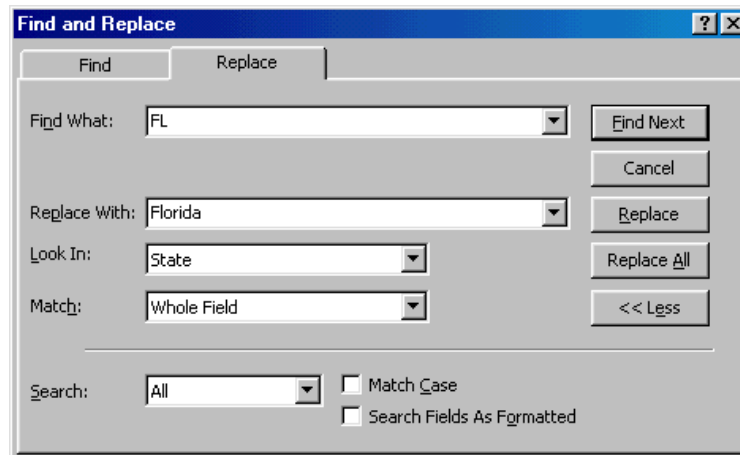 Find and Replace
Find
Replace
Find What:
FL
Find Next
Cancel
Replace With:
Florida
Replace
Look In:
State
Replace All
Match:
Whole Field
<< Less
Search:
All
Match Case
Search Fields As Formatted